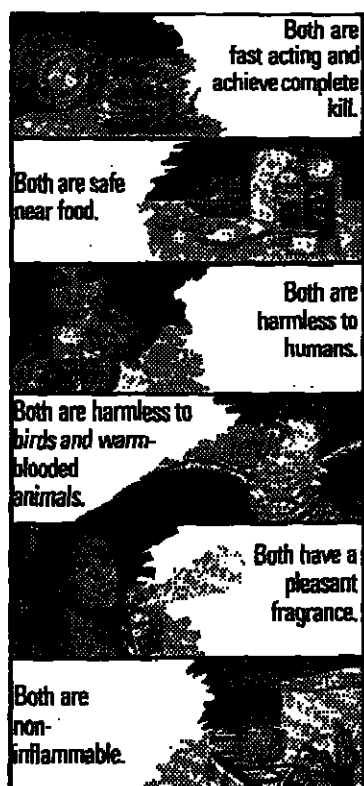 Both are
fast acting and
achieve complete
kill.
Both are safe
near food.
Both are
harmless to
humans.
Both are harmless to
birds and warm-
blooded
animals.
Both have a
pleasant
fragrance.
Both are
non-
inflammable.